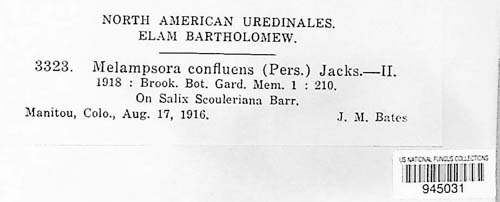 NORTH AMERICAN UREDINALES.
ELAM BARTHOLOMEW.
3323. Melampsora confluens (Pers.) Jacks.—II.
1918 : Brook. Bot. Gard. Mem. 1 : 210.
On Salix Scouleriana Barr.
Manitou, Colo., Aug. 17, 1916. J. M. Bates
US NATIONAL FUNGUS COLLECTIONS
945031